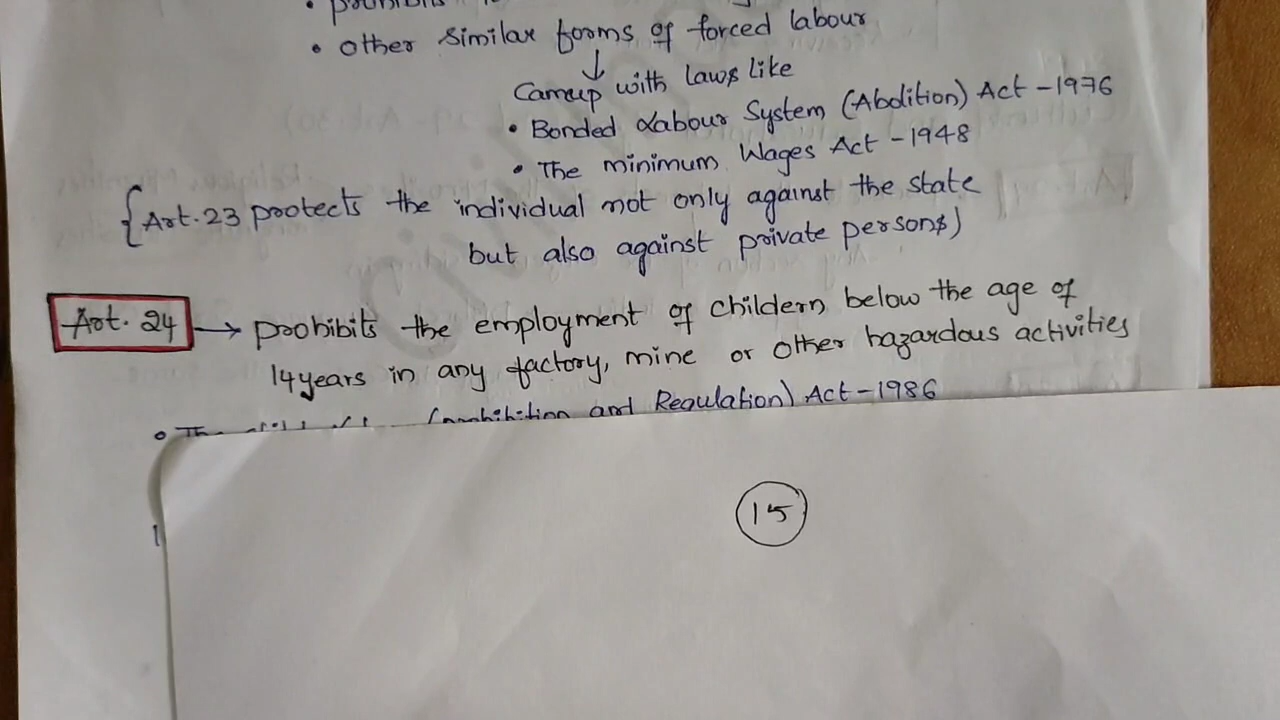 • Other similar forms of forced labour
↓
Cameup with laws like
• Bonded Labour System (Abolition) Act - 1976
• The minimum Wages Act - 1948
{Art. 23 protects the individual not only against the state
but also against private persons)
Art. 24 → prohibits the employment of childern below the age of
14 years in any factory, mine or other hazardous activities
• and Regulation) Act - 1986
15